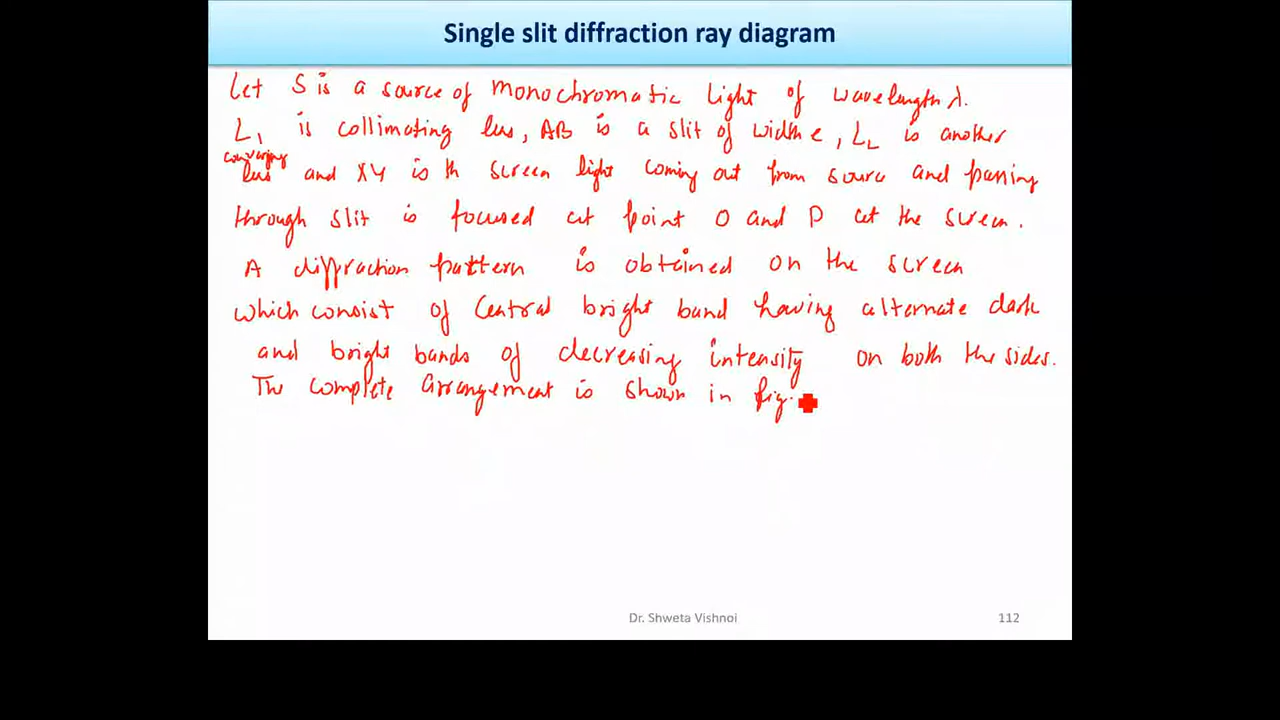 Single slit diffraction ray diagram
Let S is a source of monochromatic light of wavelength λ.
L1 is collimating lens, AB is a slit of width e, L2 is another
converging
lens and XY is th screen light coming out from source and passing
through slit is focused at point O and P at the screen.
A diffraction pattern is obtained on the screen
which consist of Central bright band having alternate dark
and bright bands of decreasing intensity on both the sides.
The complete arrangement is shown in fig.
Dr. Shweta Vishnoi
112